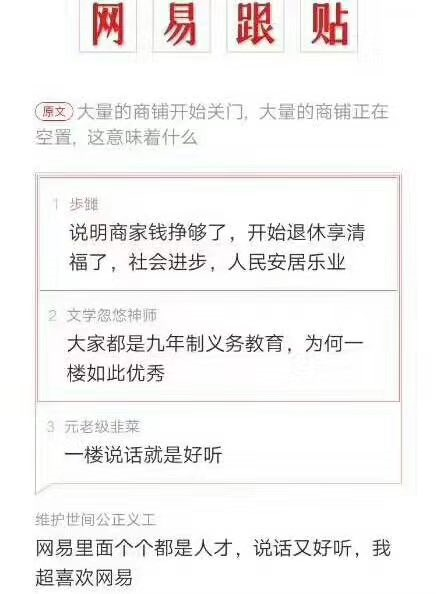 网易跟贴
原文 大量的商铺开始关门，大量的商铺正在
空置，这意味着什么
1 步雠
说明商家钱挣够了，开始退休享清
福了，社会进步，人民安居乐业
2 文学忽悠神师
大家都是九年制义务教育，为何一
楼如此优秀
3 元老级韭菜
一楼说话就是好听
维护世间公正义工
网易里面个个都是人才，说话又好听，我
超喜欢网易